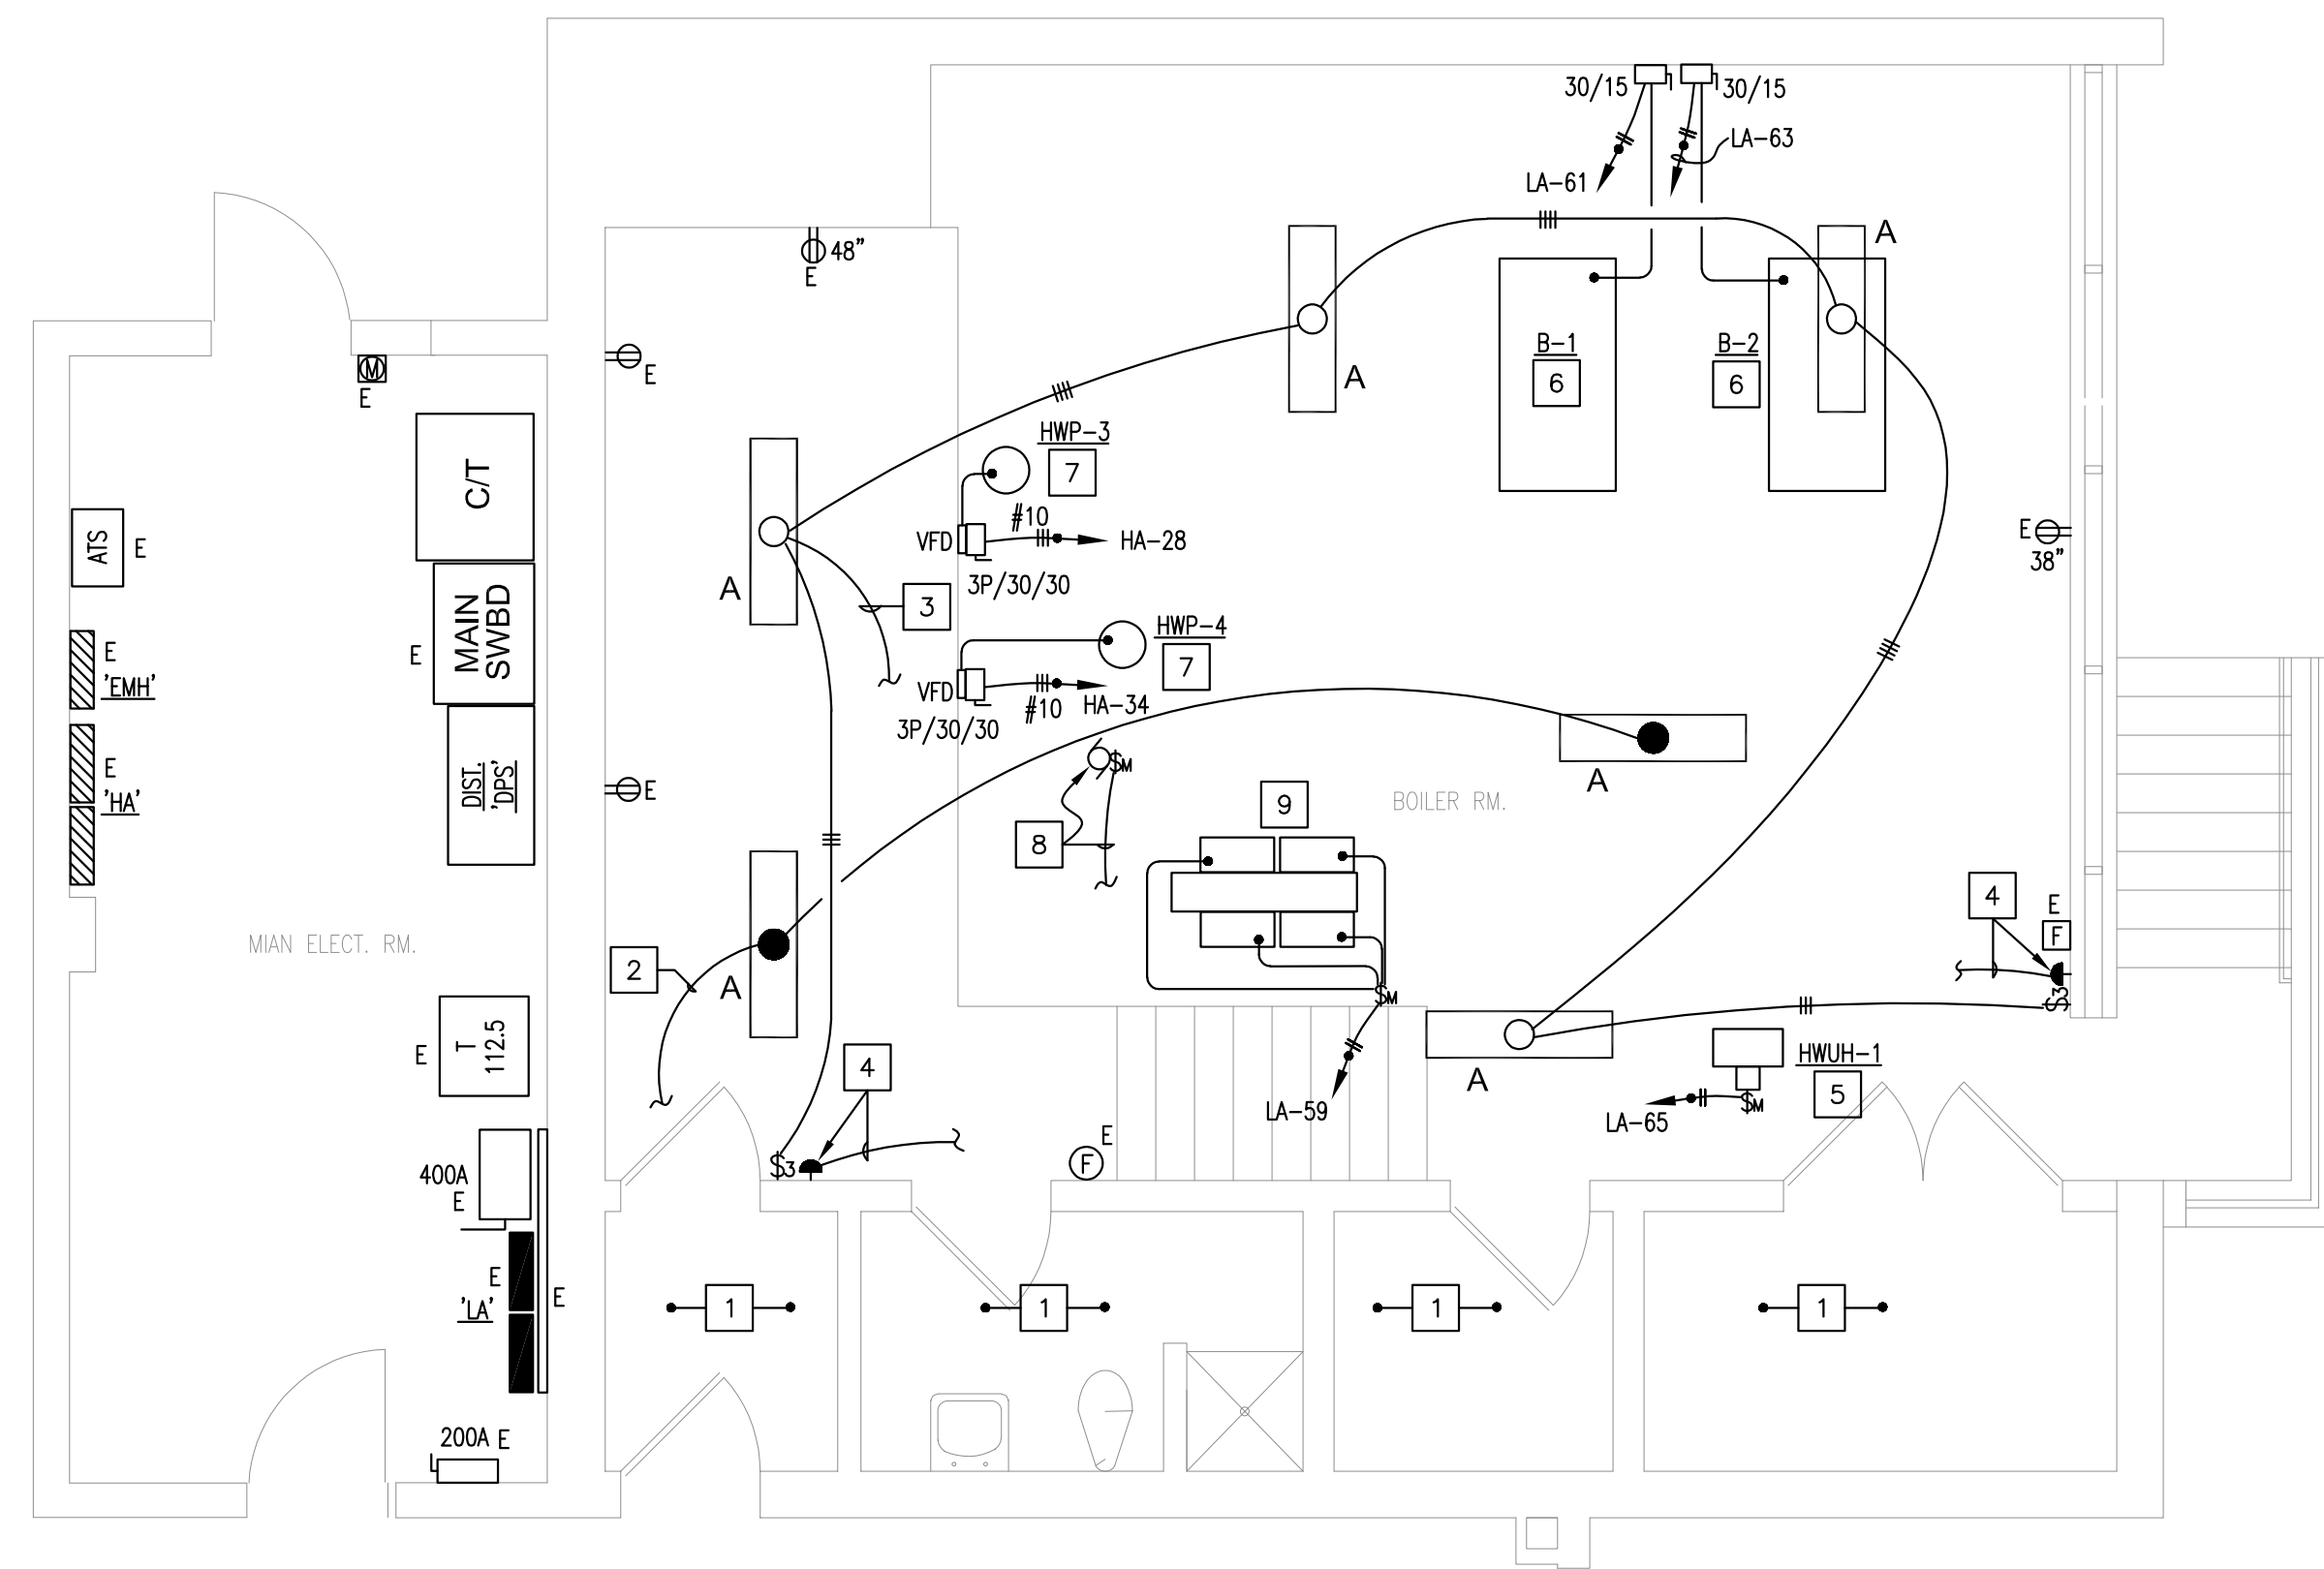 30/15
30/15
LA-63
LA-61
A
48"
E
E
M
E
B-1
6
B-2
6
A
HWP-3
7
C/T
#10
VFD
HA-28
3P/30/30
E
38"
ATS
E
A
3
MAIN
SWBD
E
HWP-4
7
E
'EMH'
VFD
#10
HA-34
3P/30/30
$M
A
E
'HA'
DIST.
'DPS'
E
9
BOILER RM.
8
4
E
F
MIAN ELECT. RM.
2
A
$M
$3
T
112.5
E
4
HWUH-1
5
A
$M
LA-59
LA-65
E
F
$3
400A
E
E
'LA'
E
1
1
1
1
200A E